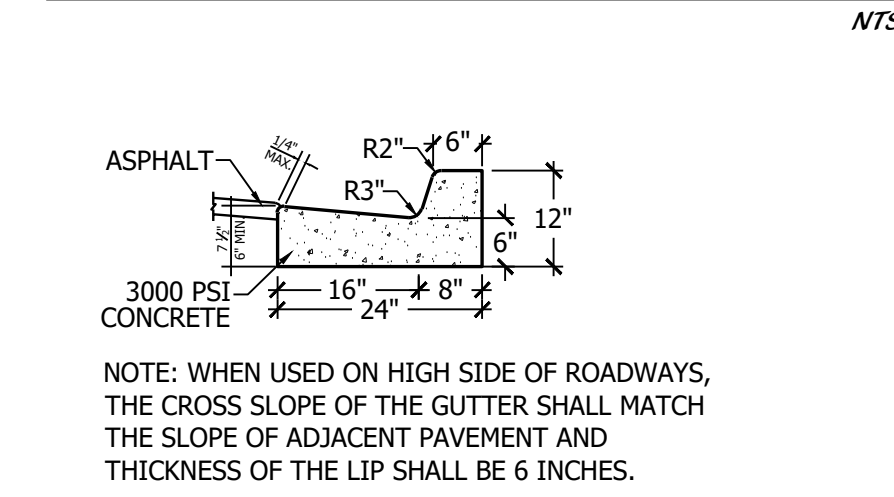 NTS
ASPHALT
1/4"
MAX.
R2"
6"
R3"
12"
6"
7 ½"
6" MIN.
3000 PSI
CONCRETE
16"
8"
24"
NOTE: WHEN USED ON HIGH SIDE OF ROADWAYS,
THE CROSS SLOPE OF THE GUTTER SHALL MATCH
THE SLOPE OF ADJACENT PAVEMENT AND
THICKNESS OF THE LIP SHALL BE 6 INCHES.